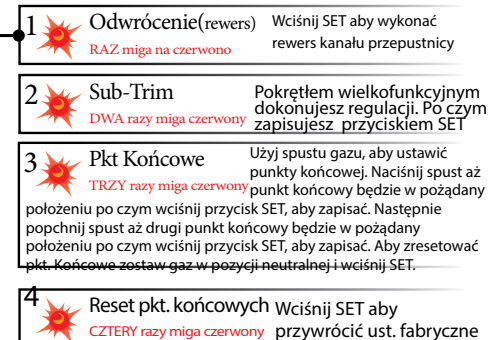 1 Odwrócenie(rewers) Wciśnij SET aby wykonać
RAZ miga na czerwono rewers kanału przepustnicy
2 Sub-Trim Pokrętłem wielofunkcyjnym
dokonujesz regulacji. Po czym
DWA razy miga czerwony zapisujesz przyciskiem SET
3 Pkt Końcowe Użyj spustu gazu, aby ustawić
punkty końcowej. Naciśnij spust aż
TRZY razy miga czerwony punkt końcowy będzie w pożądany
położeniu po czym wciśnij przycisk SET, aby zapisać. Następnie
popchnij spust aż drugi punkt końcowy będzie w pożądany
położeniu po czym wciśnij przycisk SET, aby zapisać. Aby zresetować
pkt. Końcowe zostaw gaz w pozycji neutralnej i wciśnij SET.
4 Reset pkt. końcowych Wciśnij SET aby
CZTERY razy miga czerwony przywrócić ust. fabryczne